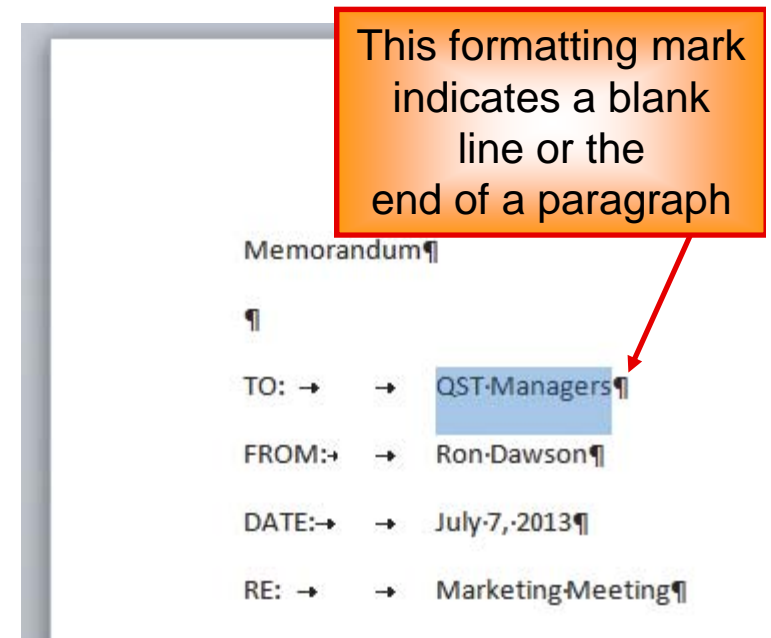 This formatting mark
indicates a blank
line or the
end of a paragraph
Memorandum¶
¶
TO: → → QST·Managers¶
FROM:→ → Ron·Dawson¶
DATE:→ → July·7,·2013¶
RE: → → Marketing·Meeting¶